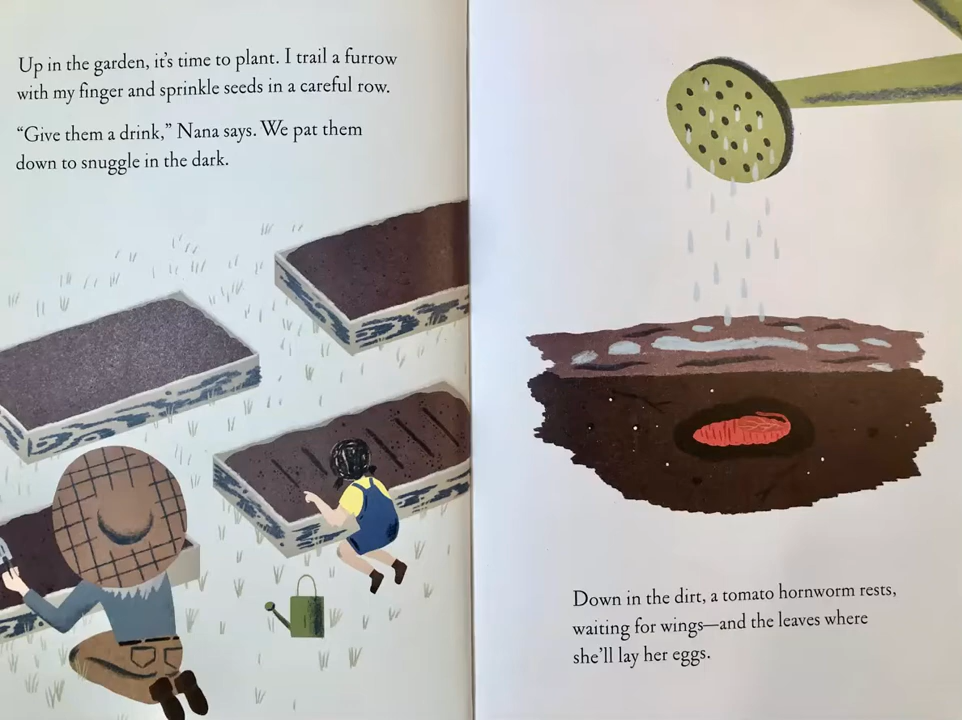 Up in the garden, it’s time to plant. I trail a furrow
with my finger and sprinkle seeds in a careful row.
“Give them a drink,” Nana says. We pat them
down to snuggle in the dark.
Down in the dirt, a tomato hornworm rests,
waiting for wings—and the leaves where
she’ll lay her eggs.